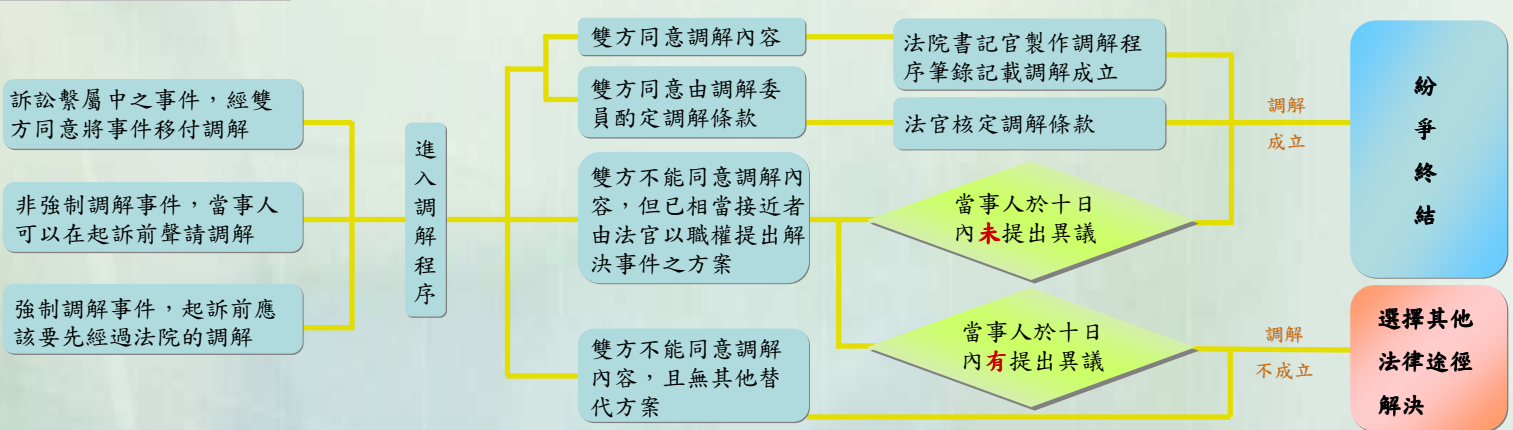 訴訟繫屬中之事件，經雙
方同意將事件移付調解
非強制調解事件，當事人
可以在起訴前聲請調解
強制調解事件，起訴前應
該要先經過法院的調解
進
入
調
解
程
序
雙方同意調解內容
雙方同意由調解委
員酌定調解條款
雙方不能同意調解內
容，但已相當接近者
由法官以職權提出解
決事件之方案
雙方不能同意調解
內容，且無其他替
代方案
法院書記官製作調解程
序筆錄記載調解成立
法官核定調解條款
當事人於十日
內未提出異議
當事人於十日
內有提出異議
調解
成立
調解
不成立
紛
爭
終
結
選擇其他
法律途徑
解決